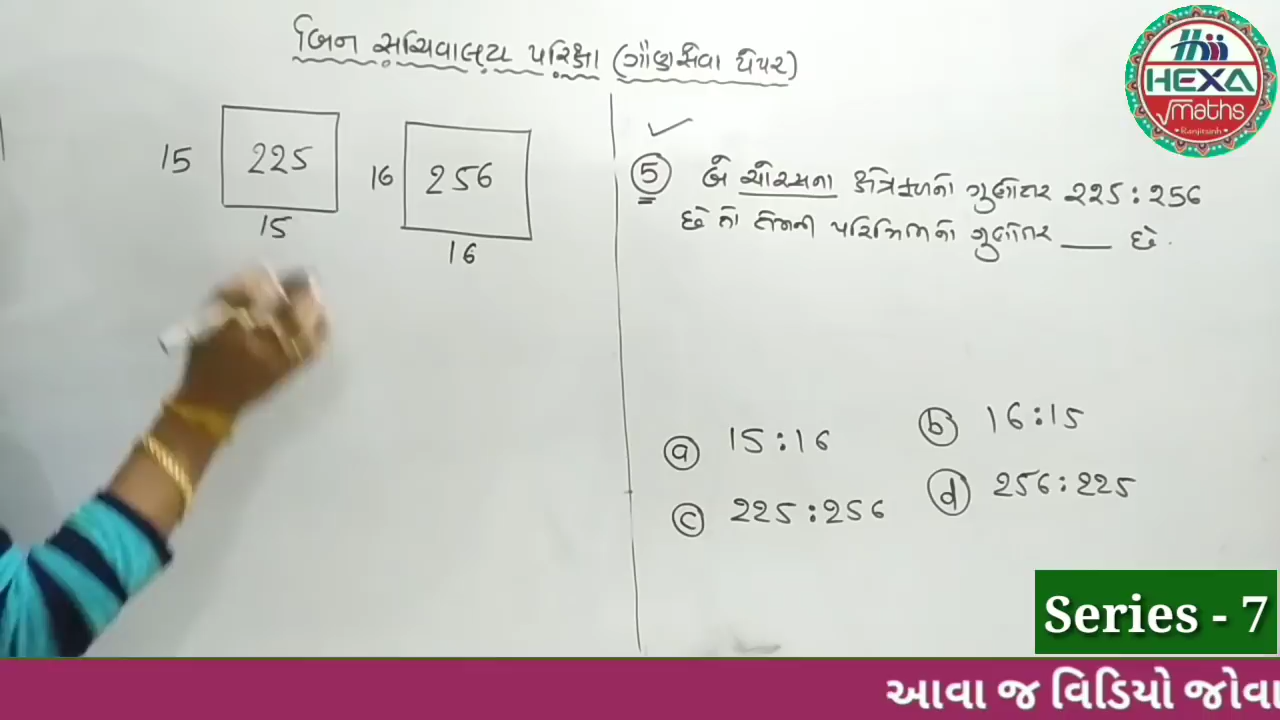 બિન સચિવાલય પરિક્ષા (ગૌણસેવા પેપર)
15 225
15
16 256
16
5 બે ચોરસના ક્ષેત્રફળનો ગુણોત્તર 225:256
છે તો તેમની પરિમિતિનો ગુણોત્તર ___ છે.
a 15:16
b 16:15
c 225:256
d 256:225
HEXA
√maths
Ranjitsinh
Series - 7
આવા જ વિડિયો જોવા